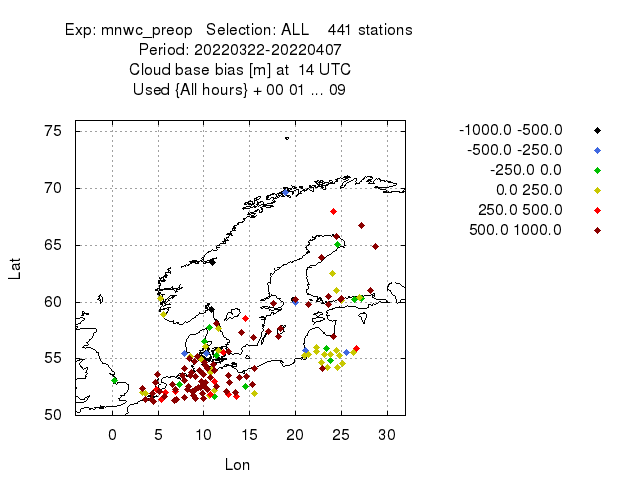 Exp: mnwc_preop   Selection: ALL    441 stations
Period: 20220322-20220407
Cloud base bias [m] at  14 UTC
Used {All hours} + 00 01 ... 09
-1000.0 -500.0
-500.0 -250.0
-250.0 0.0
0.0 250.0
250.0 500.0
500.0 1000.0
75
70
65
60
55
50
Lat
0 5 10 15 20 25 30
Lon